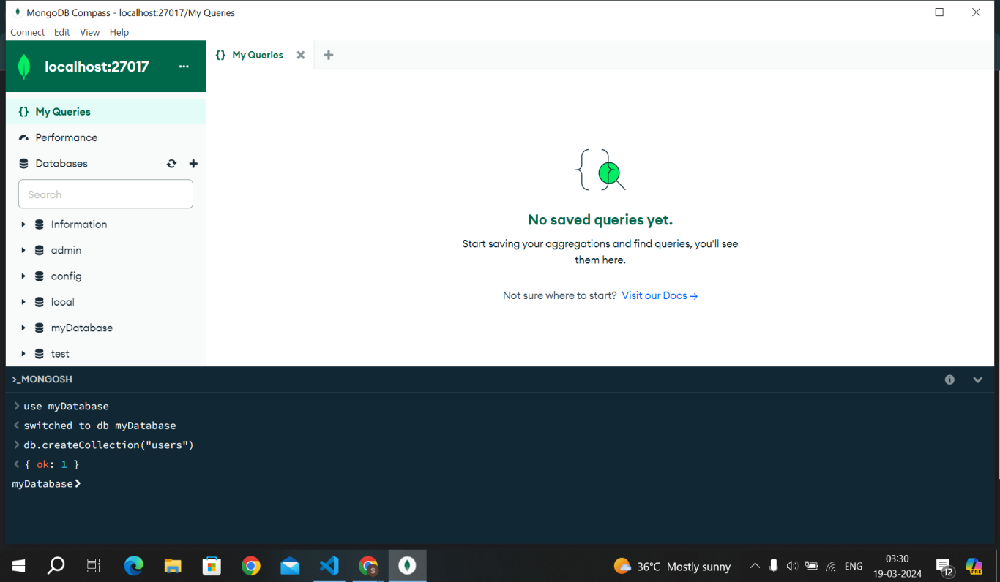 MongoDB Compass - localhost:27017/My Queries
Connect Edit View Help
localhost:27017 ...
{} My Queries
{} My Queries
Performance
Databases
Search
Information
admin
config
local
myDatabase
test
No saved queries yet.
Start saving your aggregations and find queries, you'll see
them here.
Not sure where to start? Visit our Docs →
>_MONGOSH
> use myDatabase
< switched to db myDatabase
> db.createCollection("users")
< { ok: 1 }
myDatabase>
36°C Mostly sunny
ENG
03:30
19-03-2024
12
PRE
S